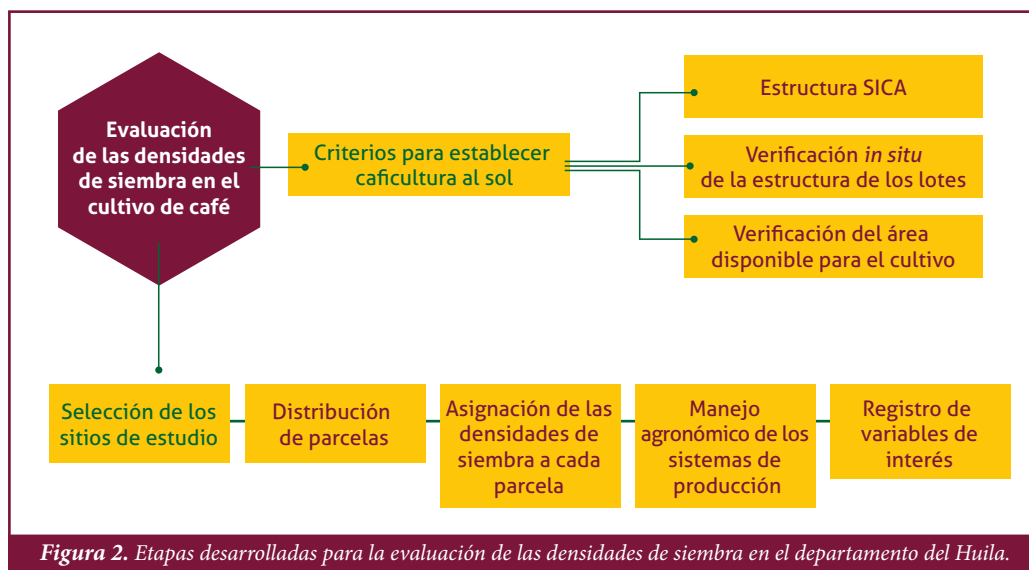 Evaluación
de las densidades
de siembra en el
cultivo de café
Criterios para establecer
caficultura al sol
Estructura SICA
Verificación in situ
de la estructura de los lotes
Verificación del área
disponible para el cultivo
Selección de los
sitios de estudio
Distribución
de parcelas
Asignación de las
densidades de
siembra a cada
parcela
Manejo
agronómico de los
sistemas de
producción
Registro de
variables de
interés
Figura 2. Etapas desarrolladas para la evaluación de las densidades de siembra en el departamento del Huila.